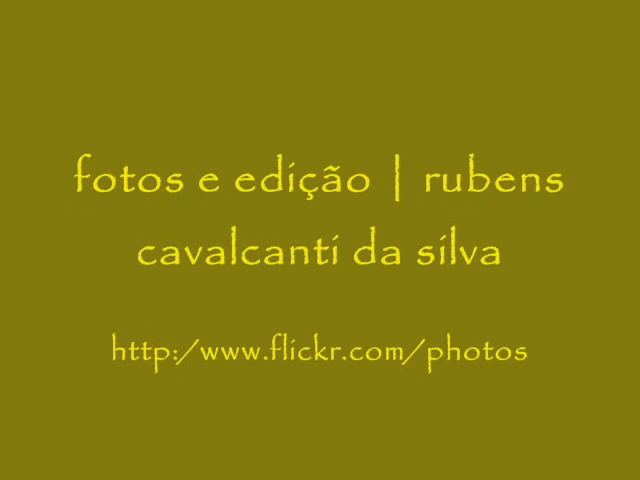 fotos e edição | rubens
cavalcanti da silva
http:/www.flickr.com/photos